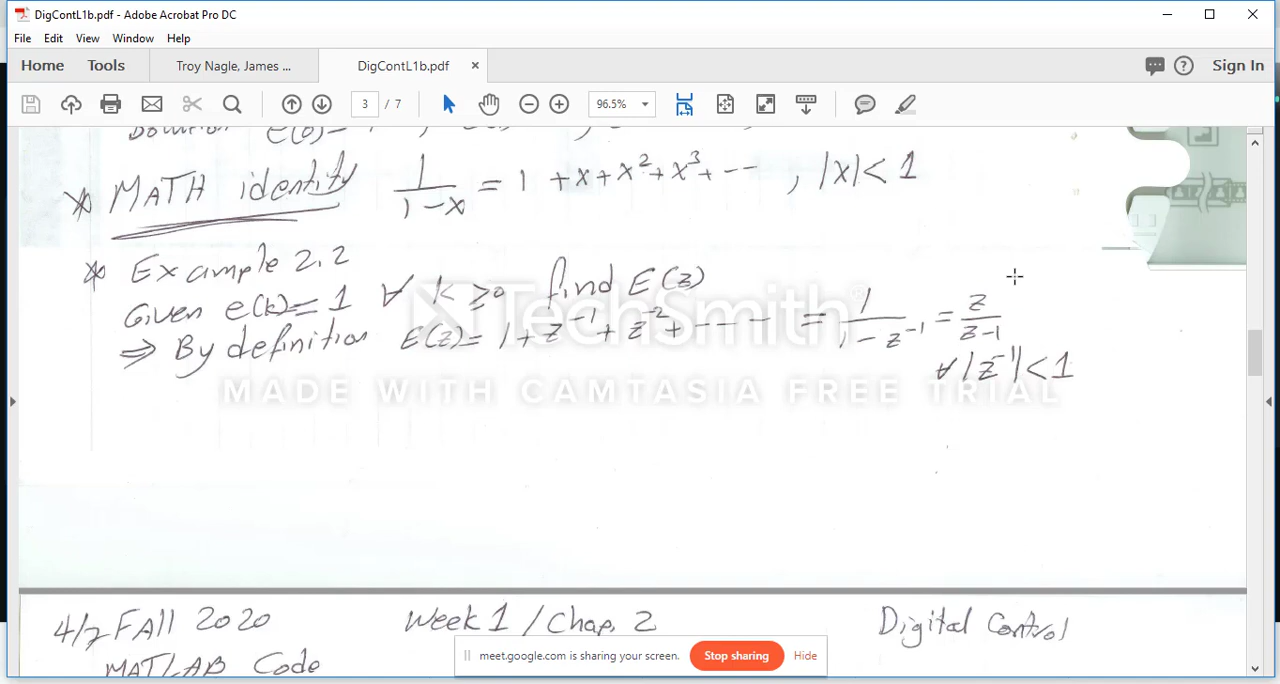 DigContL1b.pdf - Adobe Acrobat Pro DC
File Edit View Window Help
Home Tools Troy Nagle, James ... DigContL1b.pdf × Sign In
3 / 7 96.5%
Solution e(0)=
* MATH identity 1/(1-x) = 1 + x + x² + x³ + --- , |x| < 1
* Example 2.2
Given e(k)= 1 ∀ k ≥0 find E(z)
⇒ By definition E(z)= 1 + z⁻¹ + z⁻² + ---- = 1/(1-z⁻¹) = z/(z-1)
∀ |z⁻¹| < 1
TechSmith
MADE WITH CAMTASIA FREE TRIAL
4/7 FAll 2020 Week 1 / Chap. 2 Digital Control
MATLAB Code
meet.google.com is sharing your screen. Stop sharing Hide